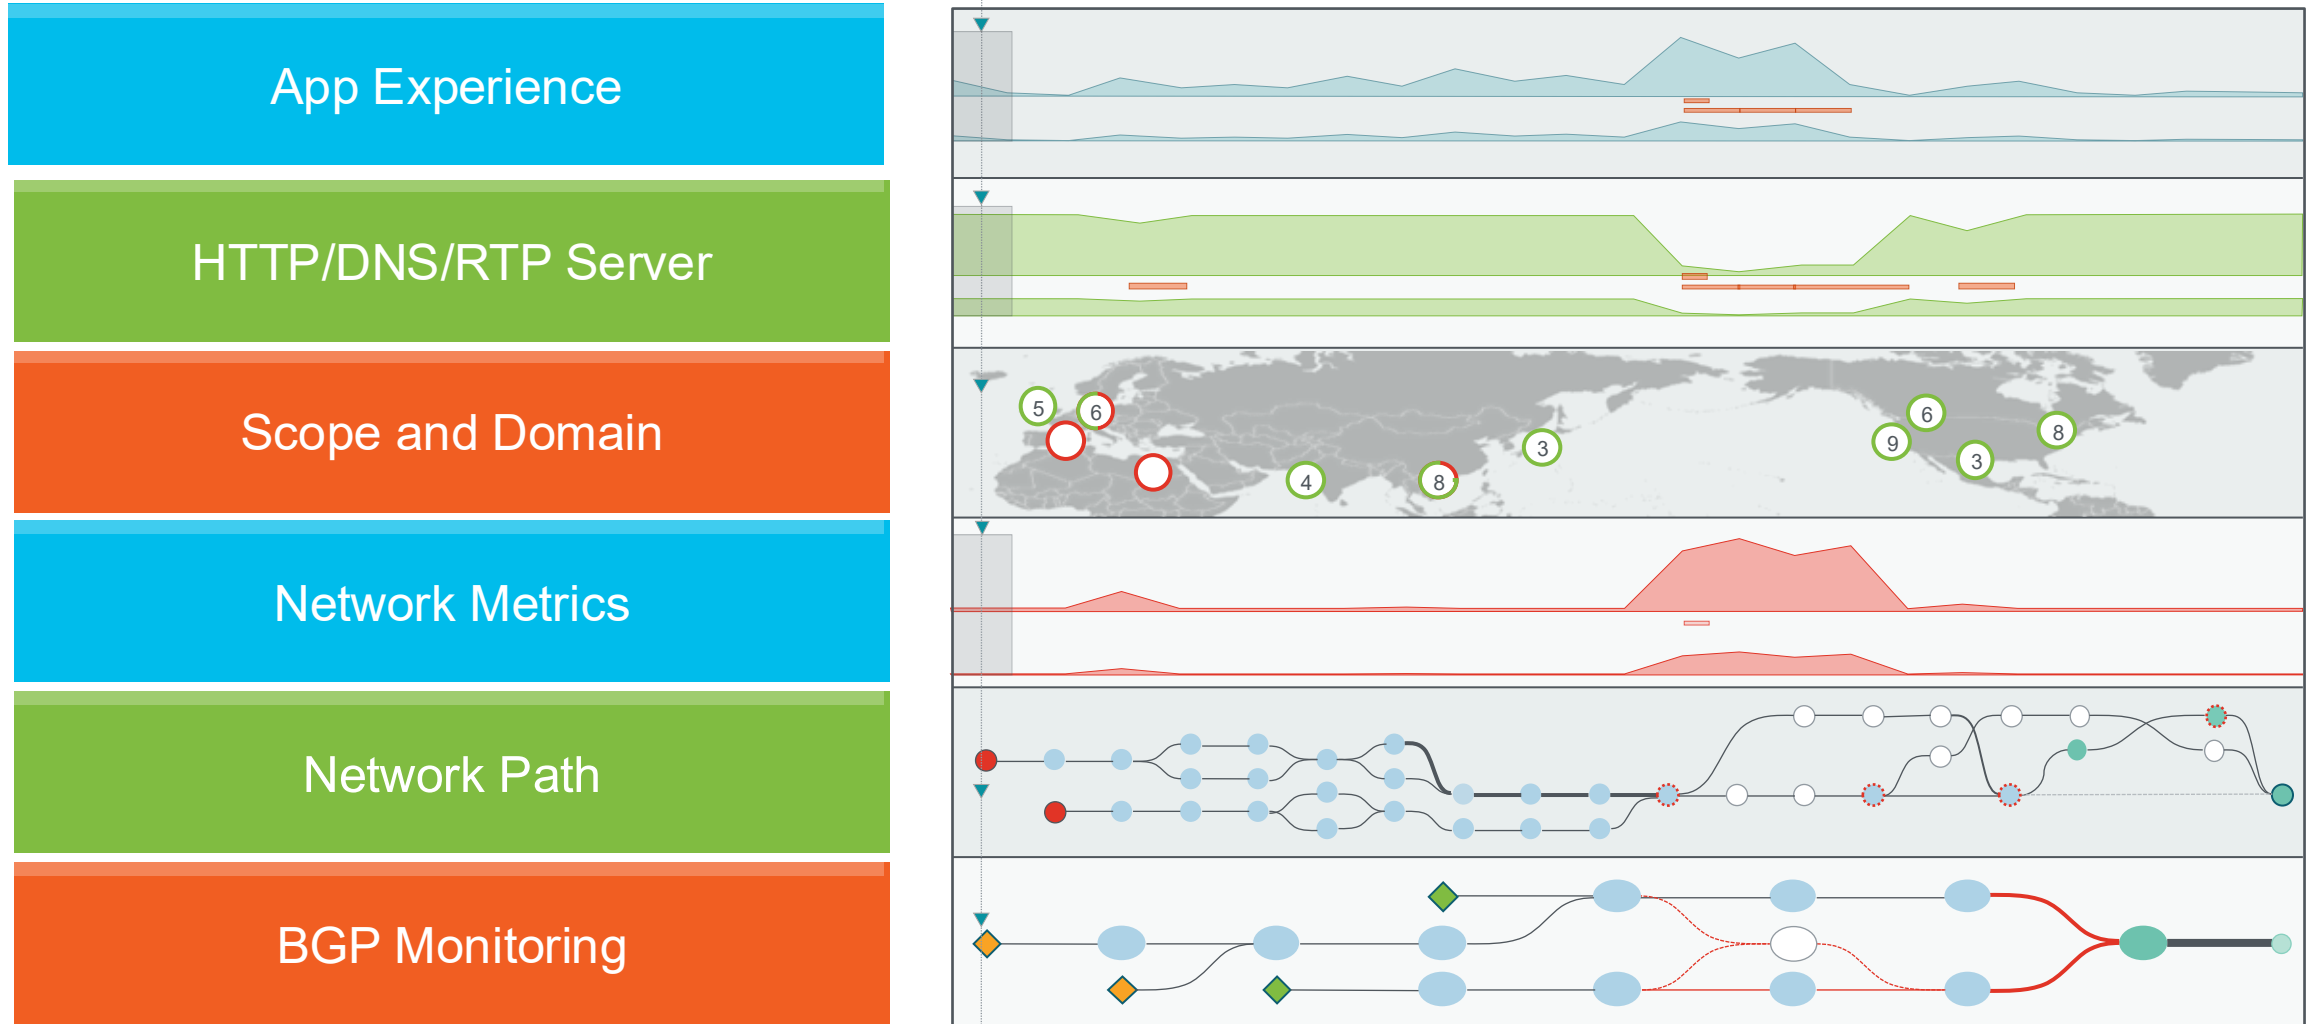 App Experience
HTTP/DNS/RTP Server
5
6
6
8
9
3
3
4
8
Scope and Domain
Network Metrics
Network Path
BGP Monitoring